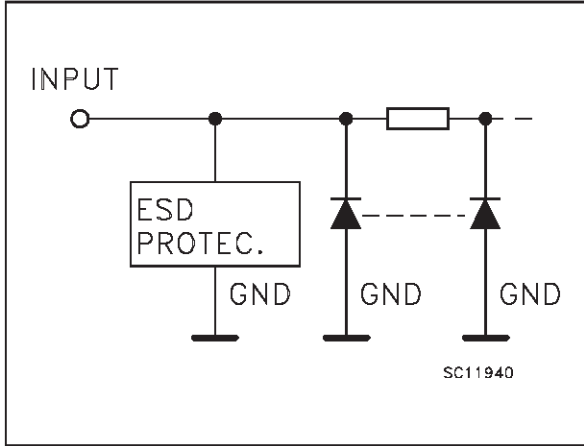 INPUT
ESD
PROTEC.
GND
GND
GND
SC11940